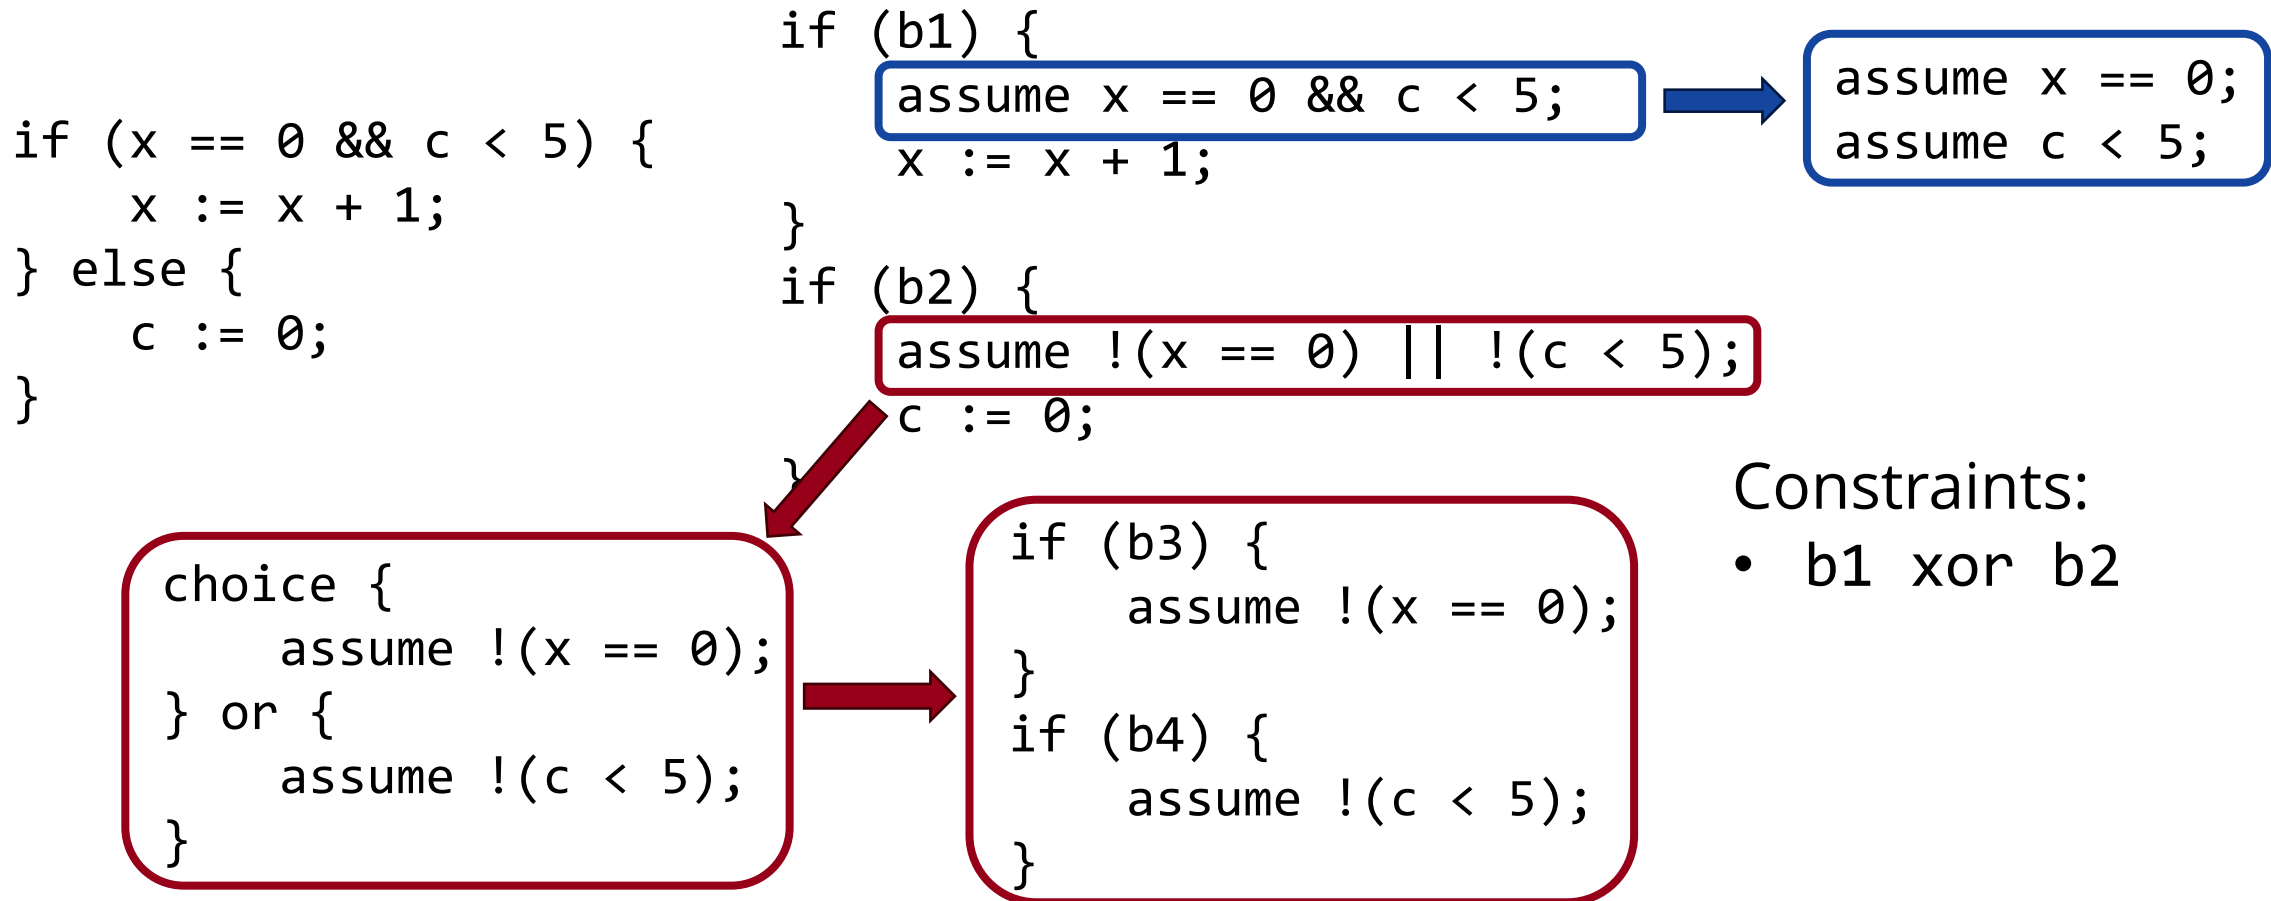 if (x == 0 && c < 5) {
    x := x + 1;
} else {
    c := 0;
}
if (b1) {
    assume x == 0 && c < 5;
    x := x + 1;
}
if (b2) {
    assume !(x == 0) || !(c < 5);
    c := 0;
}
assume x == 0;
assume c < 5;
choice {
    assume !(x == 0);
} or {
    assume !(c < 5);
}
if (b3) {
    assume !(x == 0);
}
if (b4) {
    assume !(c < 5);
}
Constraints:
• b1 xor b2